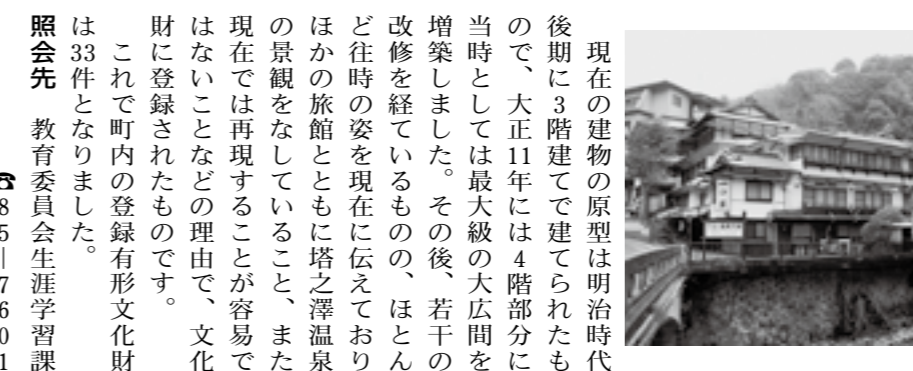 現在の建物の原型は明治時代
後期に3階建てで建てられたも
ので、大正11年には4階部分に
当時としては最大級の大広間を
増築しました。その後、若干の
改修を経ているものの、ほとん
ど往時の姿を現在に伝えており
ほかの旅館とともに塔之澤温泉
の景観をなしていること、また
現在では再現することが容易で
はないことなどの理由で、文化
財に登録されたものです。
　これで町内の登録有形文化財
は33件となりました。
照会先　教育委員会生涯学習課
☎85｜7601